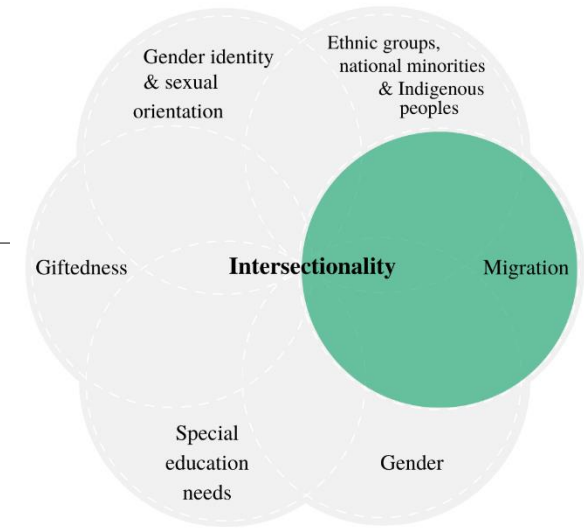 Gender identity
& sexual
orientation
Ethnic groups,
national minorities
& Indigenous
peoples
Giftedness
Intersectionality
Migration
Special
education
needs
Gender